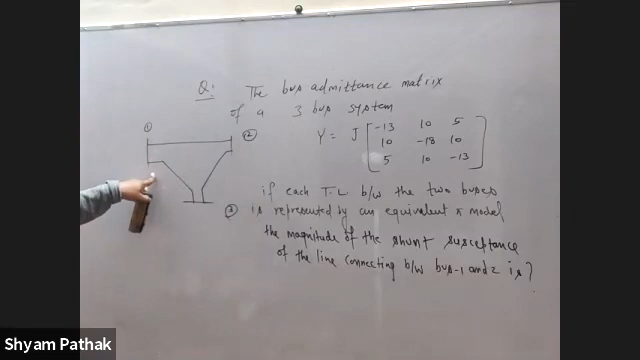 Q: The bus admittance matrix
of a 3 bus system
① ②
Y = J [ -13 10 5
10 -18 10
5 10 -13 ]
③
if each T.L b/w the two buses
is represented by an equivalent π model
the magnitude of the shunt susceptance
of the line connecting b/w bus-1 and 2 is?
Shyam Pathak